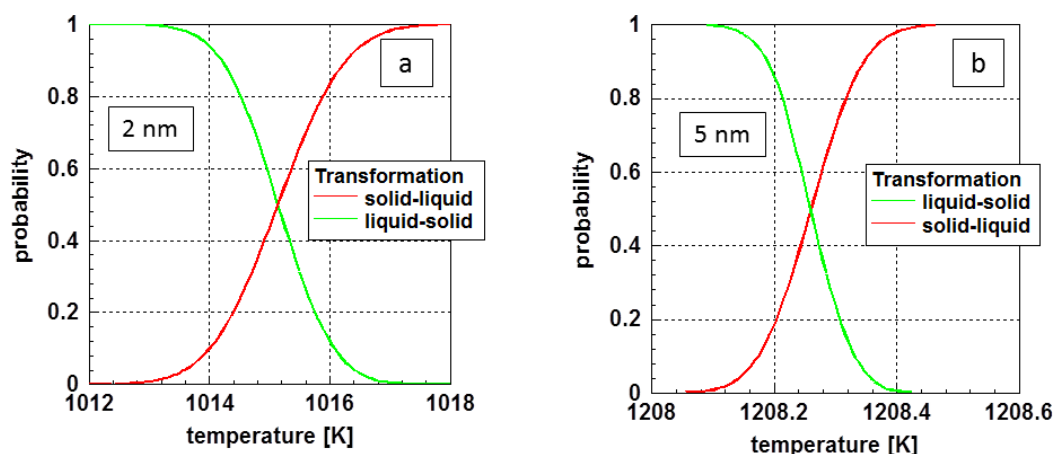 1
0.8
0.6
0.4
0.2
0
probability
a
2 nm
Transformation
solid-liquid
liquid-solid
1012
1014
1016
1018
temperature [K]
1
0.8
0.6
0.4
0.2
0
probability
b
5 nm
Transformation
liquid-solid
solid-liquid
1208
1208.2
1208.4
1208.6
temperature [K]